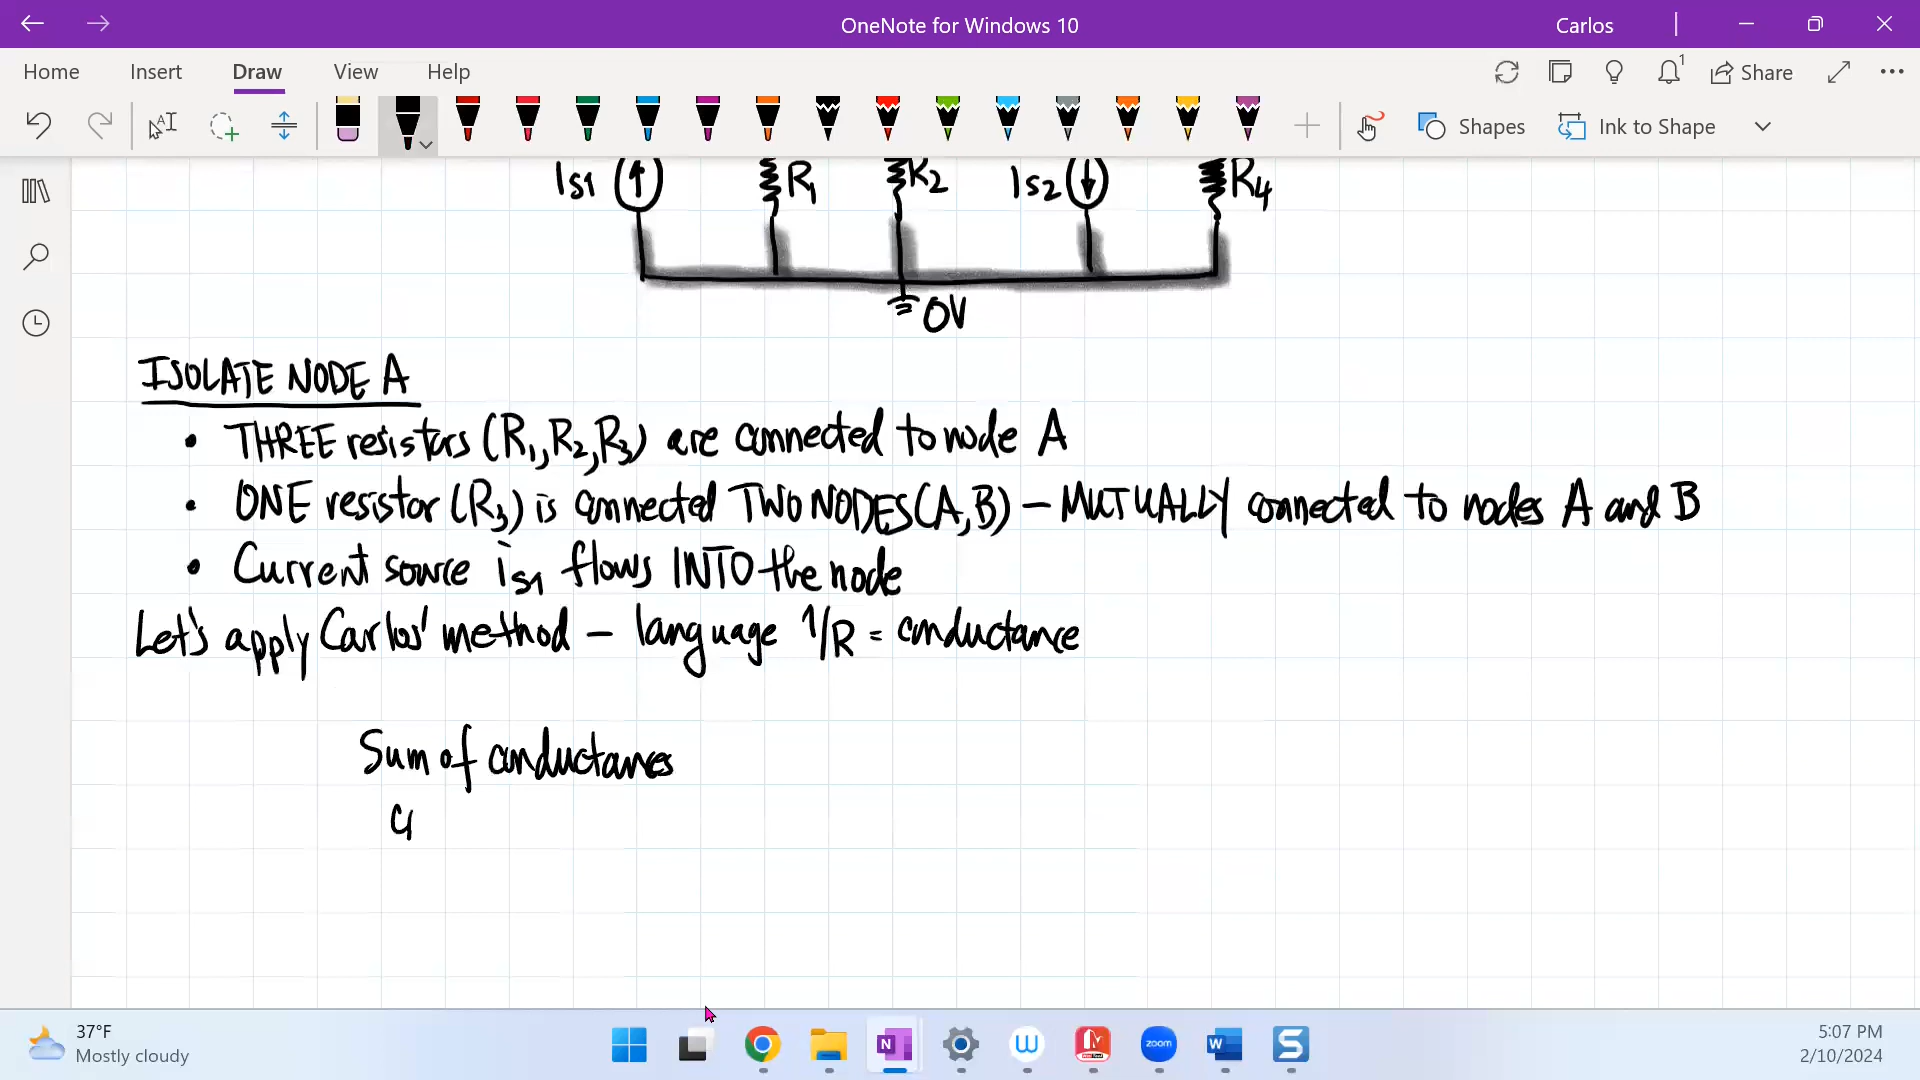 OneNote for Windows 10
Carlos
Home Insert Draw View Help
1
Share
Shapes
Ink to Shape
Is1 R1 R2 Is2 R4
0V
ISOLATE NODE A
• THREE resistors (R1,R2,R3) are connected to node A
• ONE resistor (R3) is connected TWO NODES(A,B) – MUTUALLY connected to nodes A and B
• Current source is1 flows INTO the node
Let's apply Carlos' method – language 1/R = conductance
Sum of conductances
37°F
Mostly cloudy
N
W
zoom
W
S
5:07 PM
2/10/2024